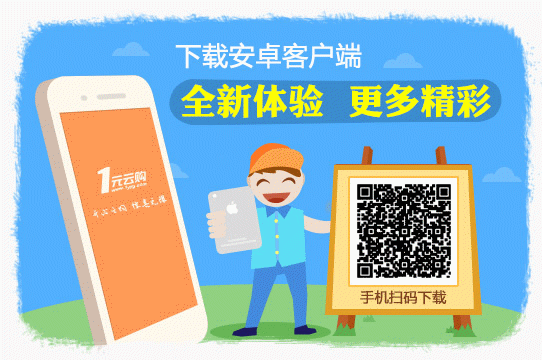 下载安卓客户端
全新体验 更多精彩
1元云购
手机扫码下载